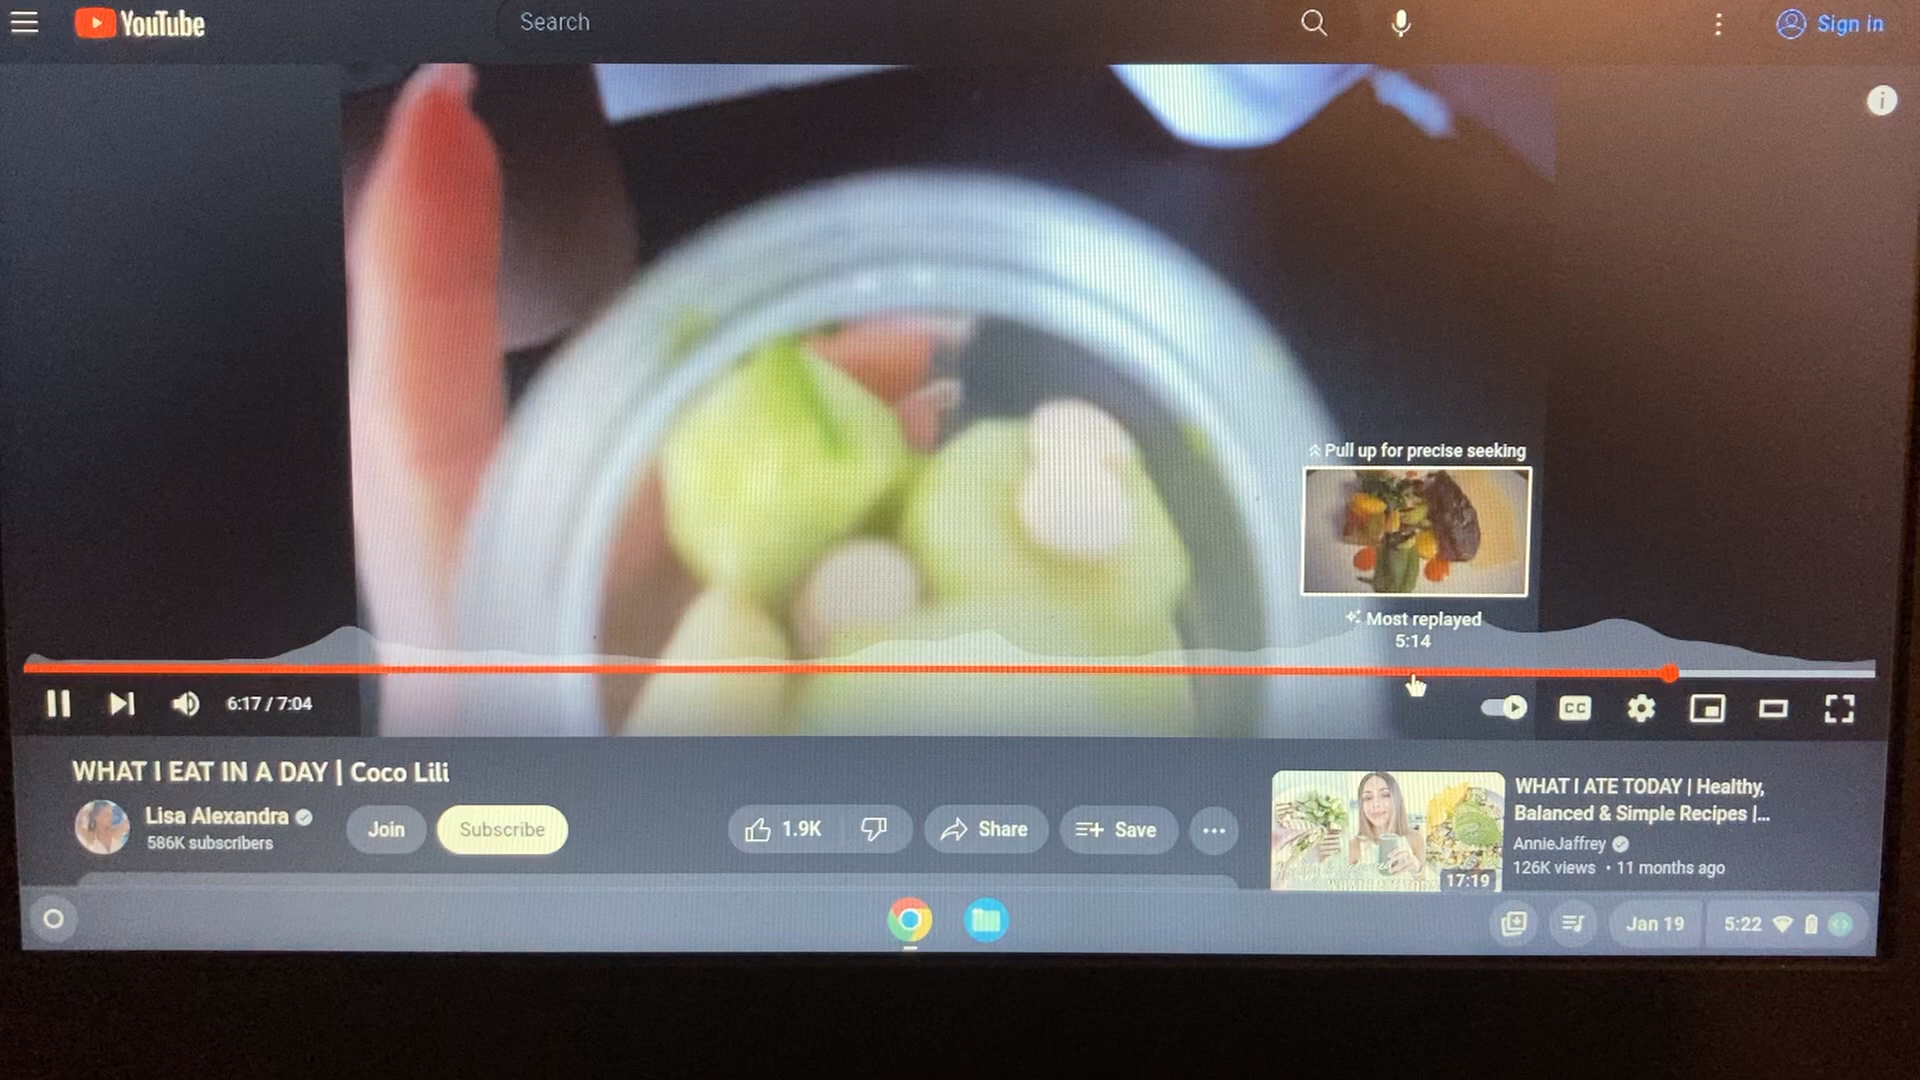 YouTube
Search
Sign in
Pull up for precise seeking
Most replayed
5:14
6:17 / 7:04
CC
WHAT I EAT IN A DAY | Coco Lili
Lisa Alexandra
586K subscribers
Join
Subscribe
1.9K
Share
Save
17:19
WHAT I ATE TODAY | Healthy,
Balanced & Simple Recipes |...
AnnieJaffrey
126K views • 11 months ago
Jan 19
5:22